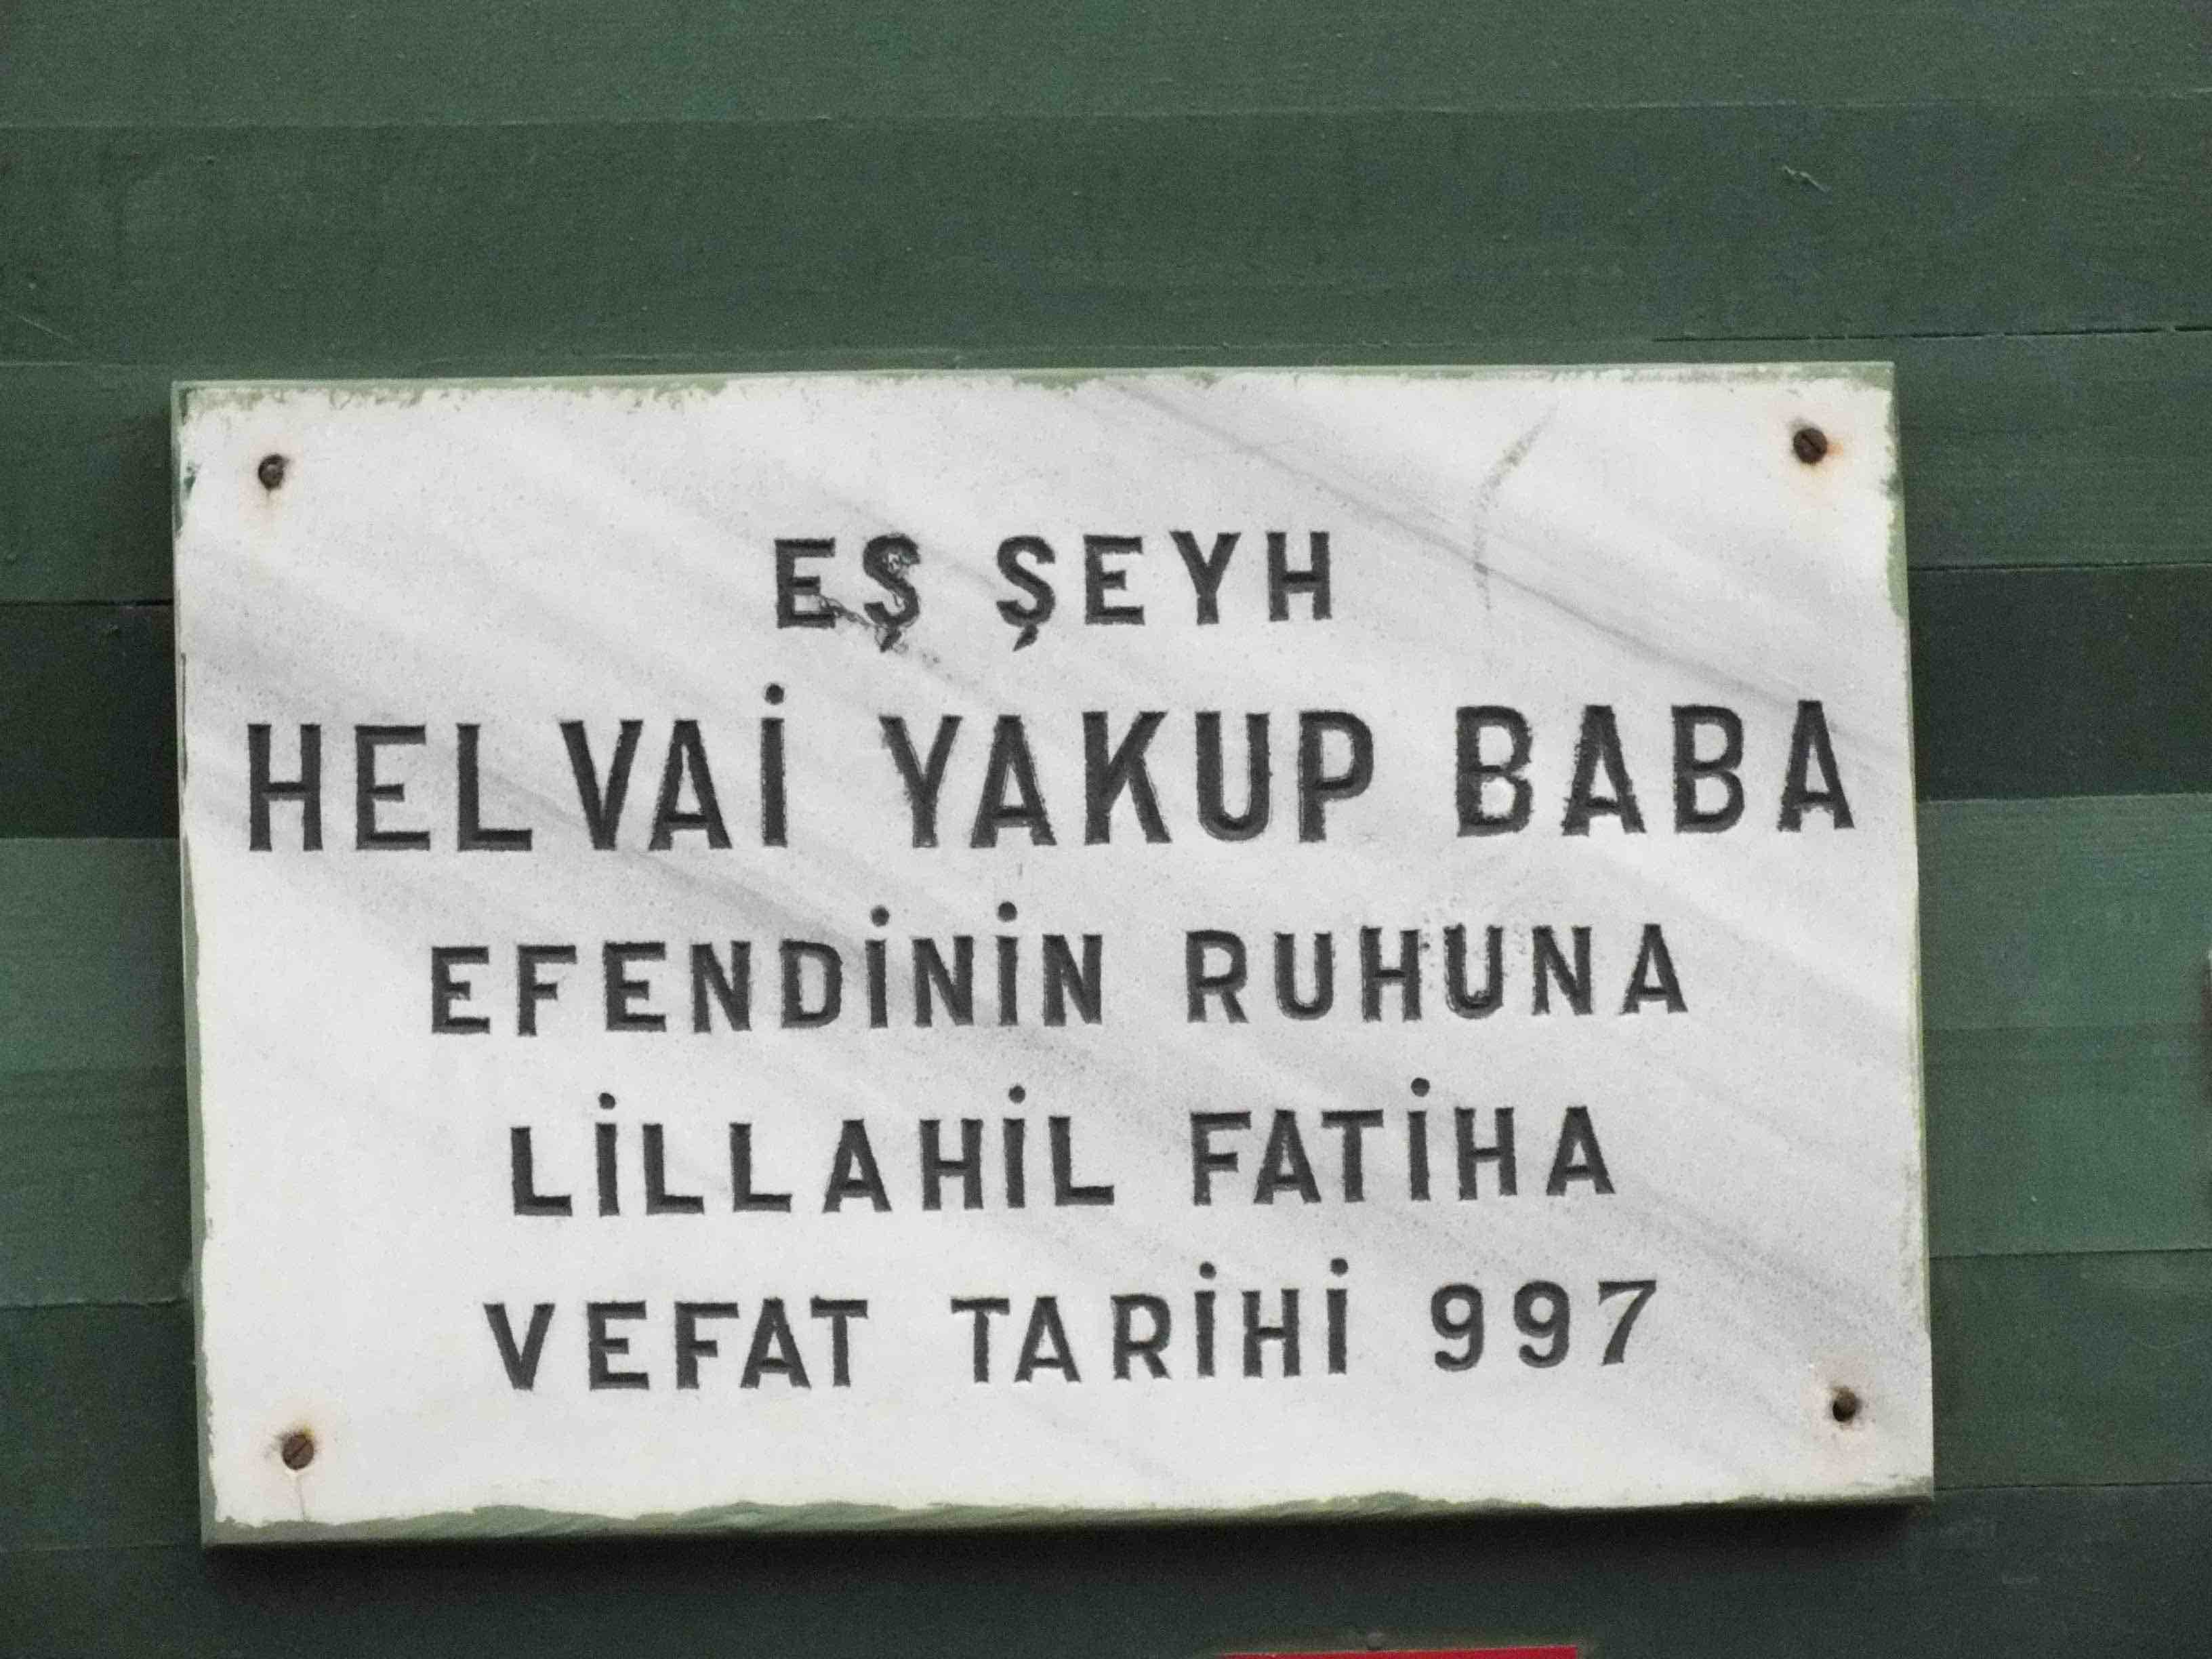 EŞ ŞEYH
HELVAİ YAKUP BABA
EFENDİNİN RUHUNA
LİLLAHİL FATİHA
VEFAT TARİHİ 997